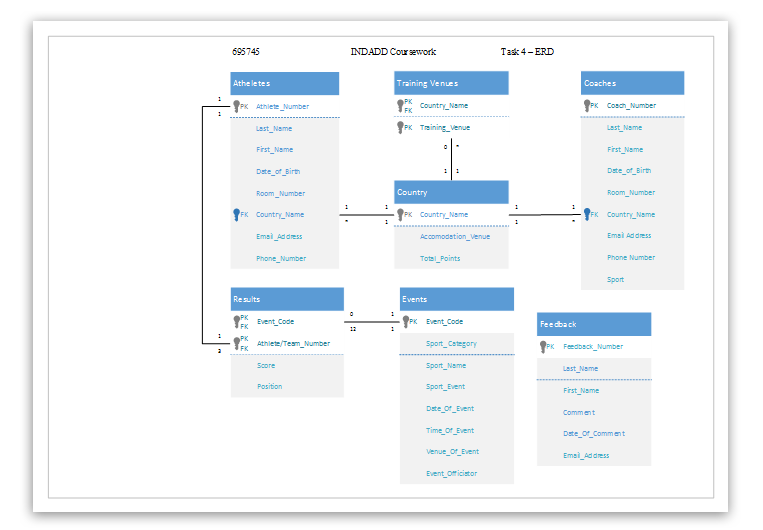 695745 INDADD Coursework Task 4 – ERD
Atheletes
1
1
PK Athlete_Number
Last_Name
First_Name
Date_of_Birth
Room_Number
FK Country_Name
Email_Address
Phone_Number
Training Venues
PK
FK Country_Name
PK Training_Venue
0 *
1 1
Country
1 1
* 1
PK Country_Name
Accomodation_Venue
Total_Points
1 1
1 *
Coaches
PK Coach_Number
Last_Name
First_Name
Date_of_Birth
Room_Number
FK Country_Name
Email Address
Phone Number
Sport
Results
PK
FK Event_Code
1
3
PK
FK Athlete/Team_Number
Score
Position
0 1
12 1
Events
PK Event_Code
Sport_Category
Sport_Name
Sport_Event
Date_Of_Event
Time_Of_Event
Venue_Of_Event
Event_Officiator
Feedback
PK Feedback_Number
Last_Name
First_Name
Comment
Date_Of_Comment
Email_Address